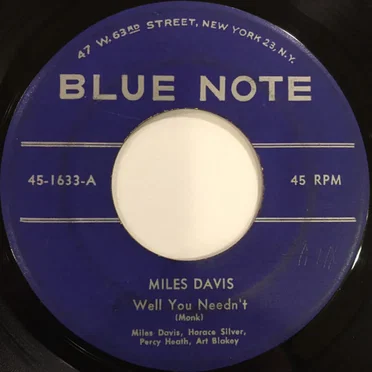 47 W. 63RD STREET, NEW YORK 23, N.Y.
BLUE NOTE
45-1633-A
45 RPM
MILES DAVIS
Well You Needn't
(Monk)
Miles Davis, Horace Silver,
Percy Heath, Art Blakey